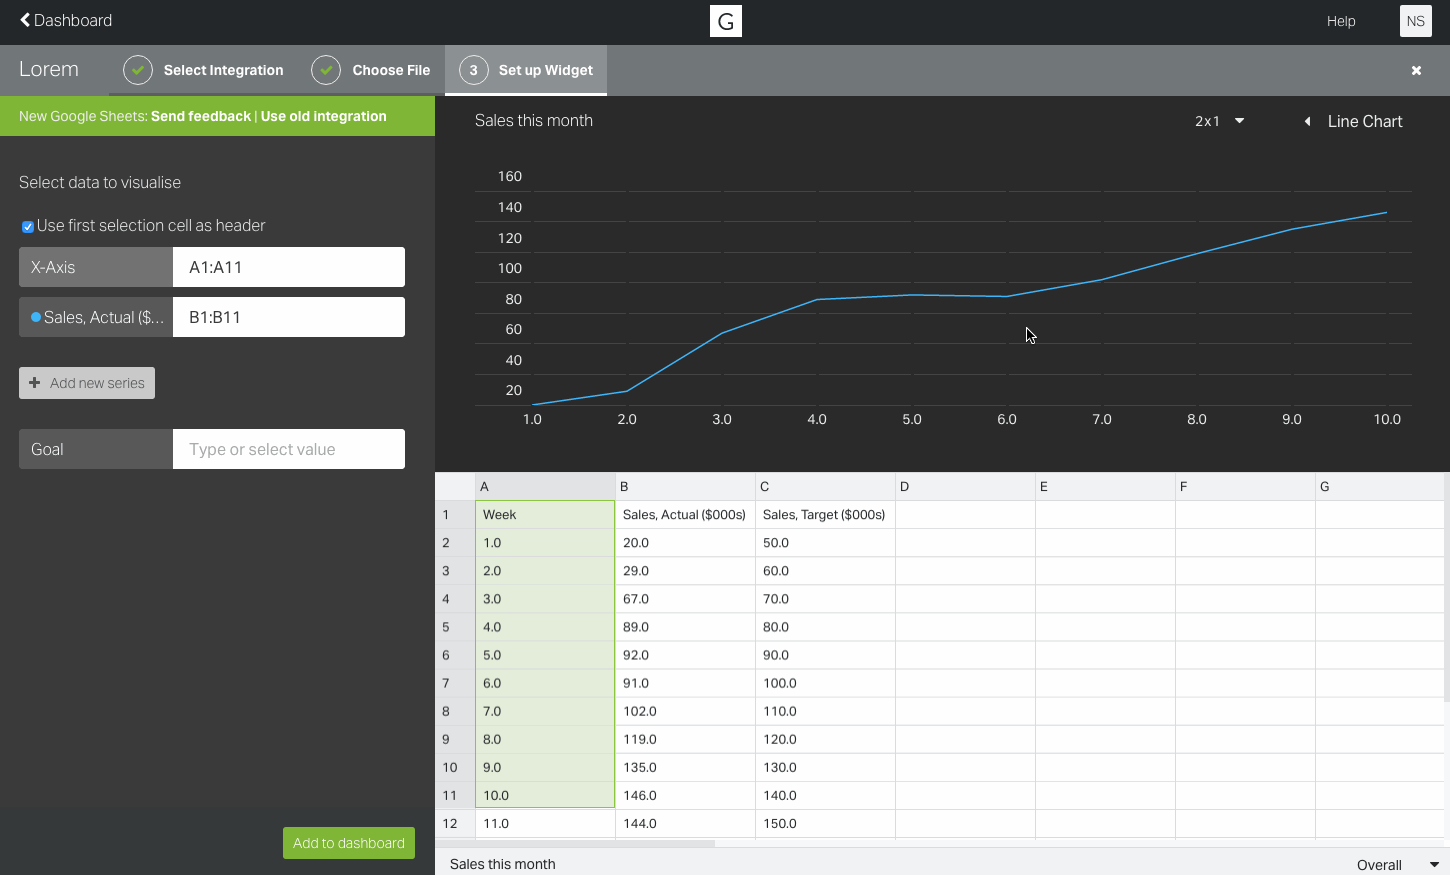 Dashboard
G
Help
NS
Lorem
Select Integration
Choose File
3 Set up Widget
New Google Sheets: Send feedback | Use old integration
Sales this month
2x1
Line Chart
Select data to visualise
Use first selection cell as header
X-Axis A1:A11
Sales, Actual ($... B1:B11
Add new series
Goal Type or select value
160
140
120
100
80
60
40
20
1.0 2.0 3.0 4.0 5.0 6.0 7.0 8.0 9.0 10.0
A B C D E F G
1 Week Sales, Actual ($000s) Sales, Target ($000s)
2 1.0 20.0 50.0
3 2.0 29.0 60.0
4 3.0 67.0 70.0
5 4.0 89.0 80.0
6 5.0 92.0 90.0
7 6.0 91.0 100.0
8 7.0 102.0 110.0
9 8.0 119.0 120.0
10 9.0 135.0 130.0
11 10.0 146.0 140.0
12 11.0 144.0 150.0
Add to dashboard
Sales this month
Overall